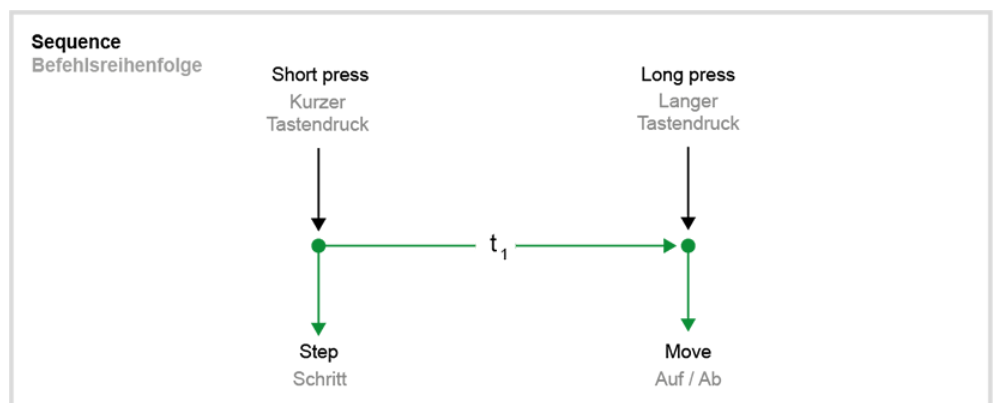 Sequence
Befehlsreihenfolge
Short press
Kurzer
Tastendruck
Long press
Langer
Tastendruck
t1
Step
Schritt
Move
Auf / Ab